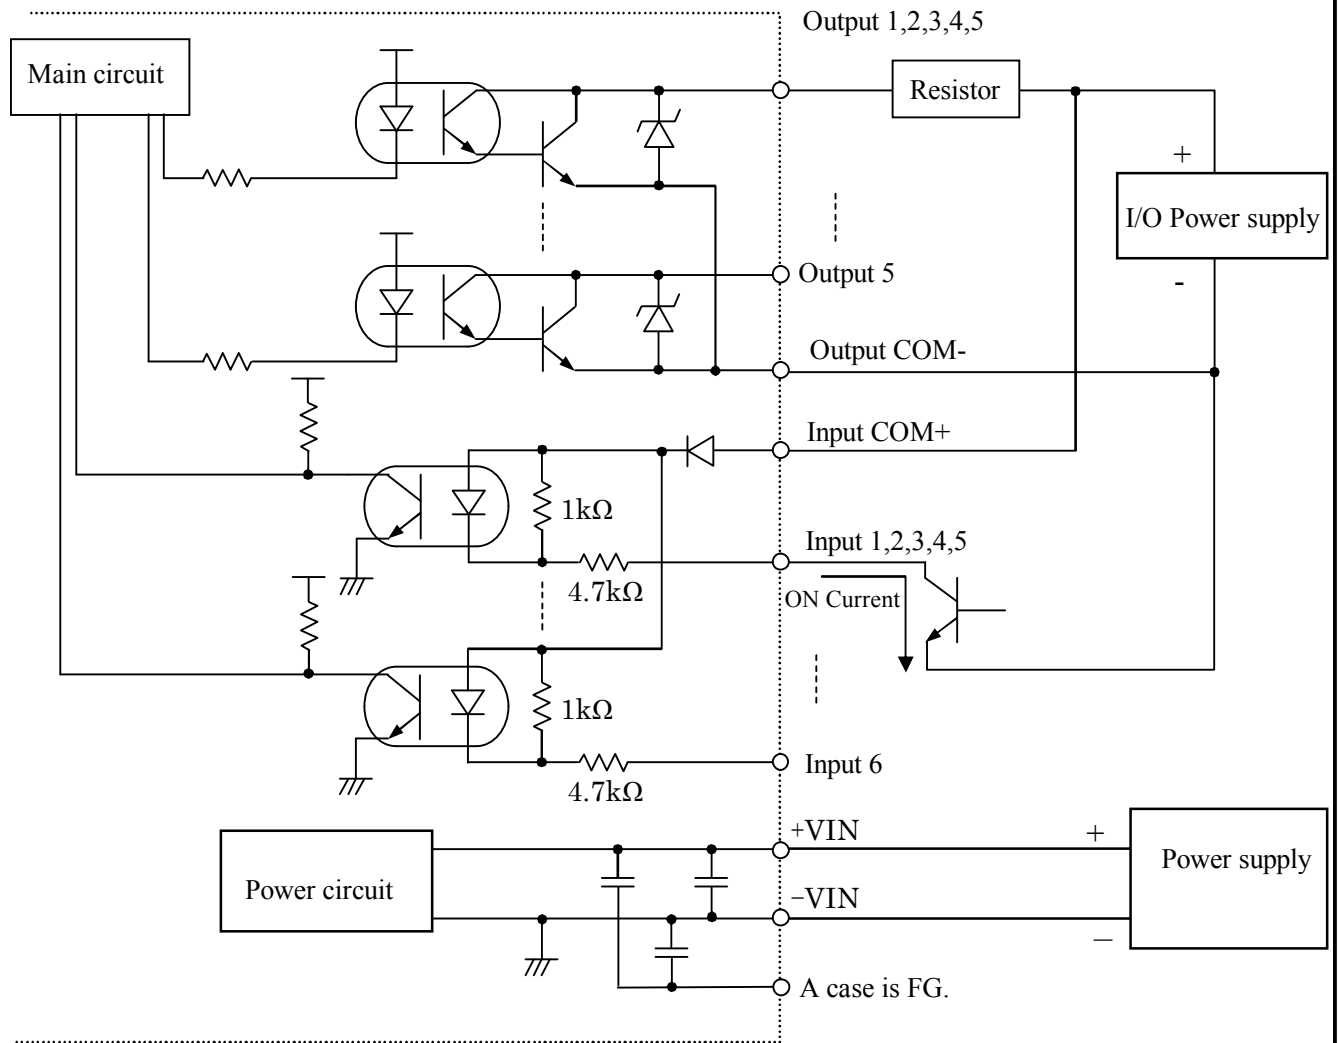 Output 1,2,3,4,5
Main circuit
Resistor
+
I/O Power supply
-
Output 5
Output COM-
Input COM+
1kΩ
Input 1,2,3,4,5
4.7kΩ
ON Current
1kΩ
Input 6
4.7kΩ
+VIN
+
Power supply
Power circuit
−VIN
−
A case is FG.